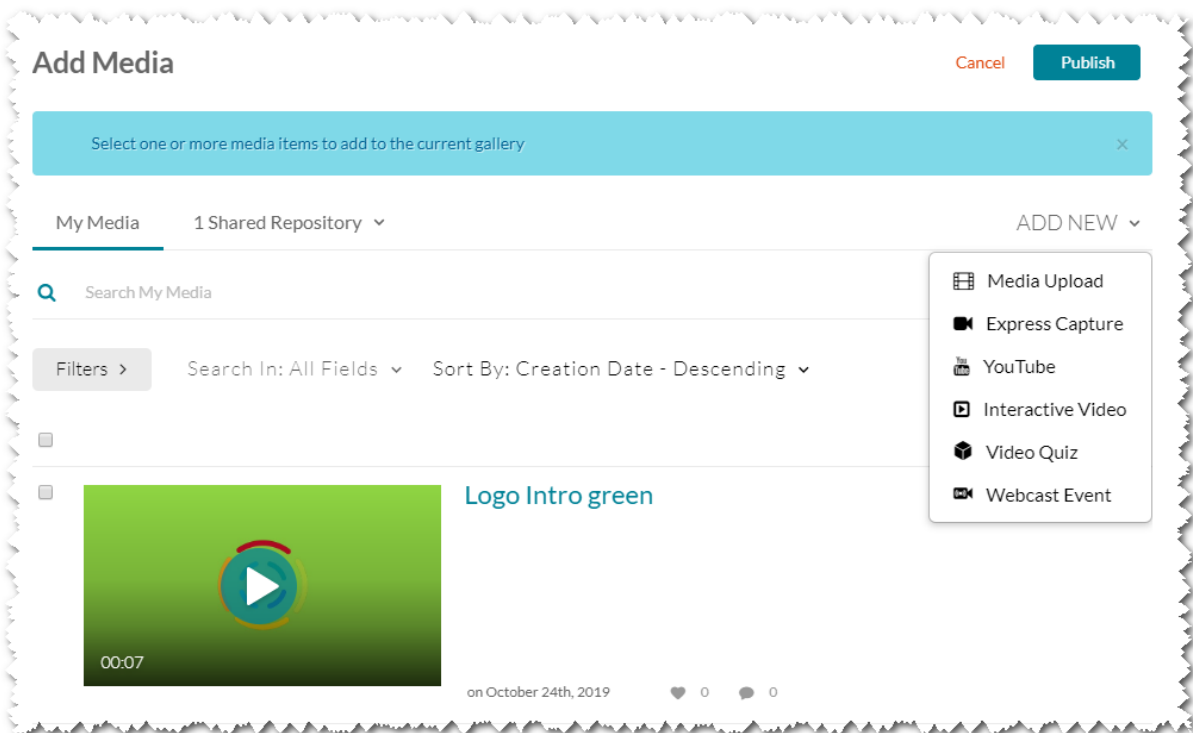 Add Media
Cancel
Publish
Select one or more media items to add to the current gallery
×
My Media
1 Shared Repository
ADD NEW
Search My Media
Media Upload
Express Capture
You Tube YouTube
Interactive Video
Video Quiz
Webcast Event
Filters
Search In: All Fields
Sort By: Creation Date - Descending
Logo Intro green
00:07
on October 24th, 2019
0
0